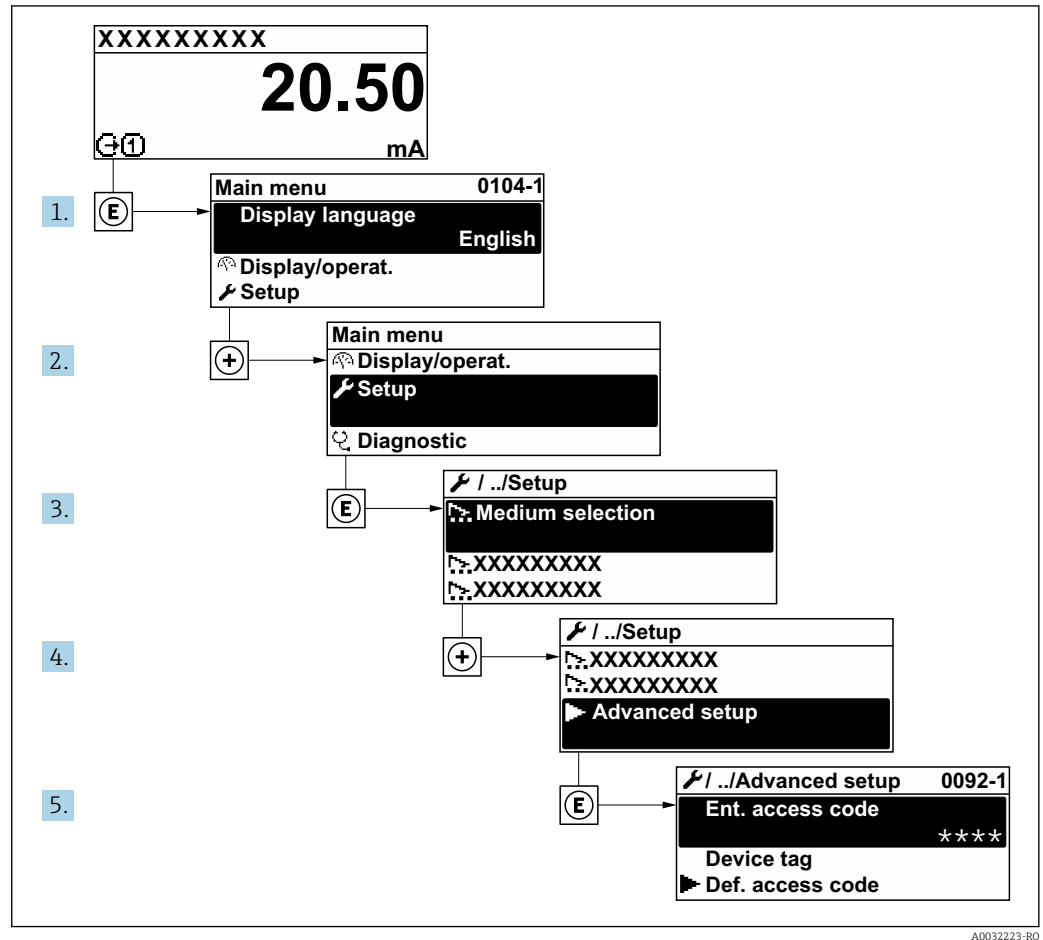 XXXXXXXXX
20.50
1 mA
1. E Main menu 0104-1
Display language
English
Display/operat.
Setup
2. + Main menu
Display/operat.
Setup
Diagnostic
3. E / ../Setup
Medium selection
XXXXXXXXX
XXXXXXXXX
4. + / ../Setup
XXXXXXXXX
XXXXXXXXX
Advanced setup
5. E / ../Advanced setup 0092-1
Ent. access code
****
Device tag
Def. access code
A0032223-RO